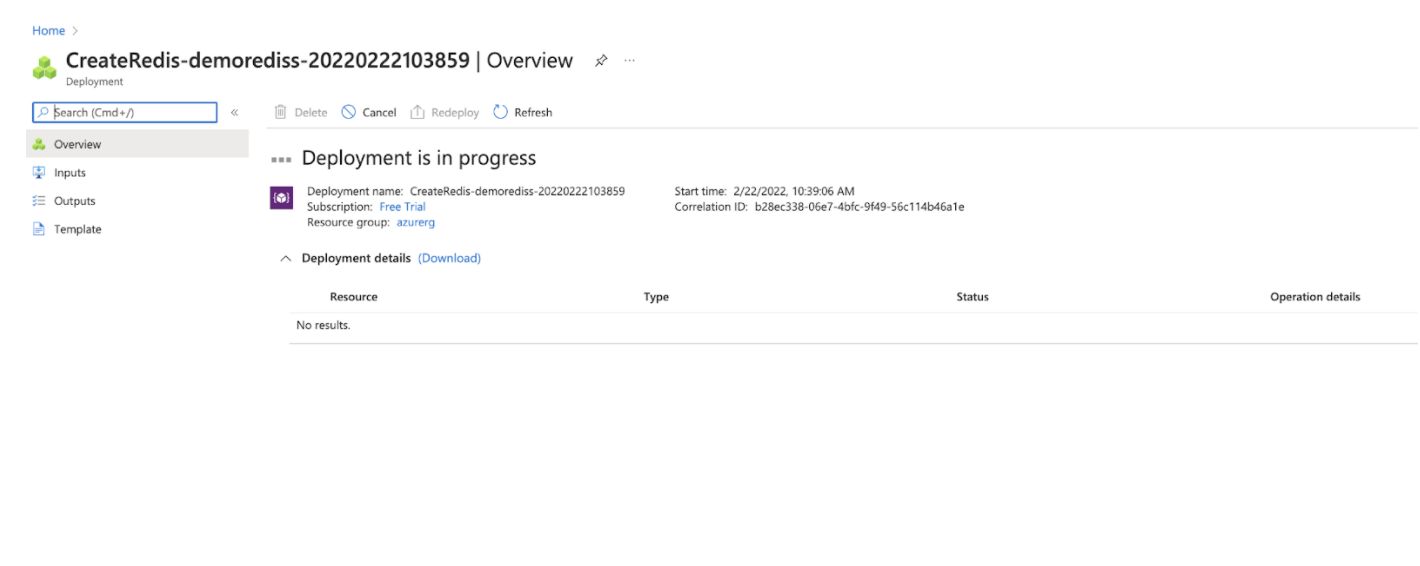 Home >
CreateRedis-demorediss-20220222103859 | Overview ...
Deployment
Search (Cmd+/) «
Delete Cancel Redeploy Refresh
Overview
Inputs
Outputs
Template
Deployment is in progress
Deployment name: CreateRedis-demorediss-20220222103859 Start time: 2/22/2022, 10:39:06 AM
Subscription: Free Trial Correlation ID: b28ec338-06e7-4bfc-9f49-56c114b46a1e
Resource group: azurerg
Deployment details (Download)
Resource Type Status Operation details
No results.